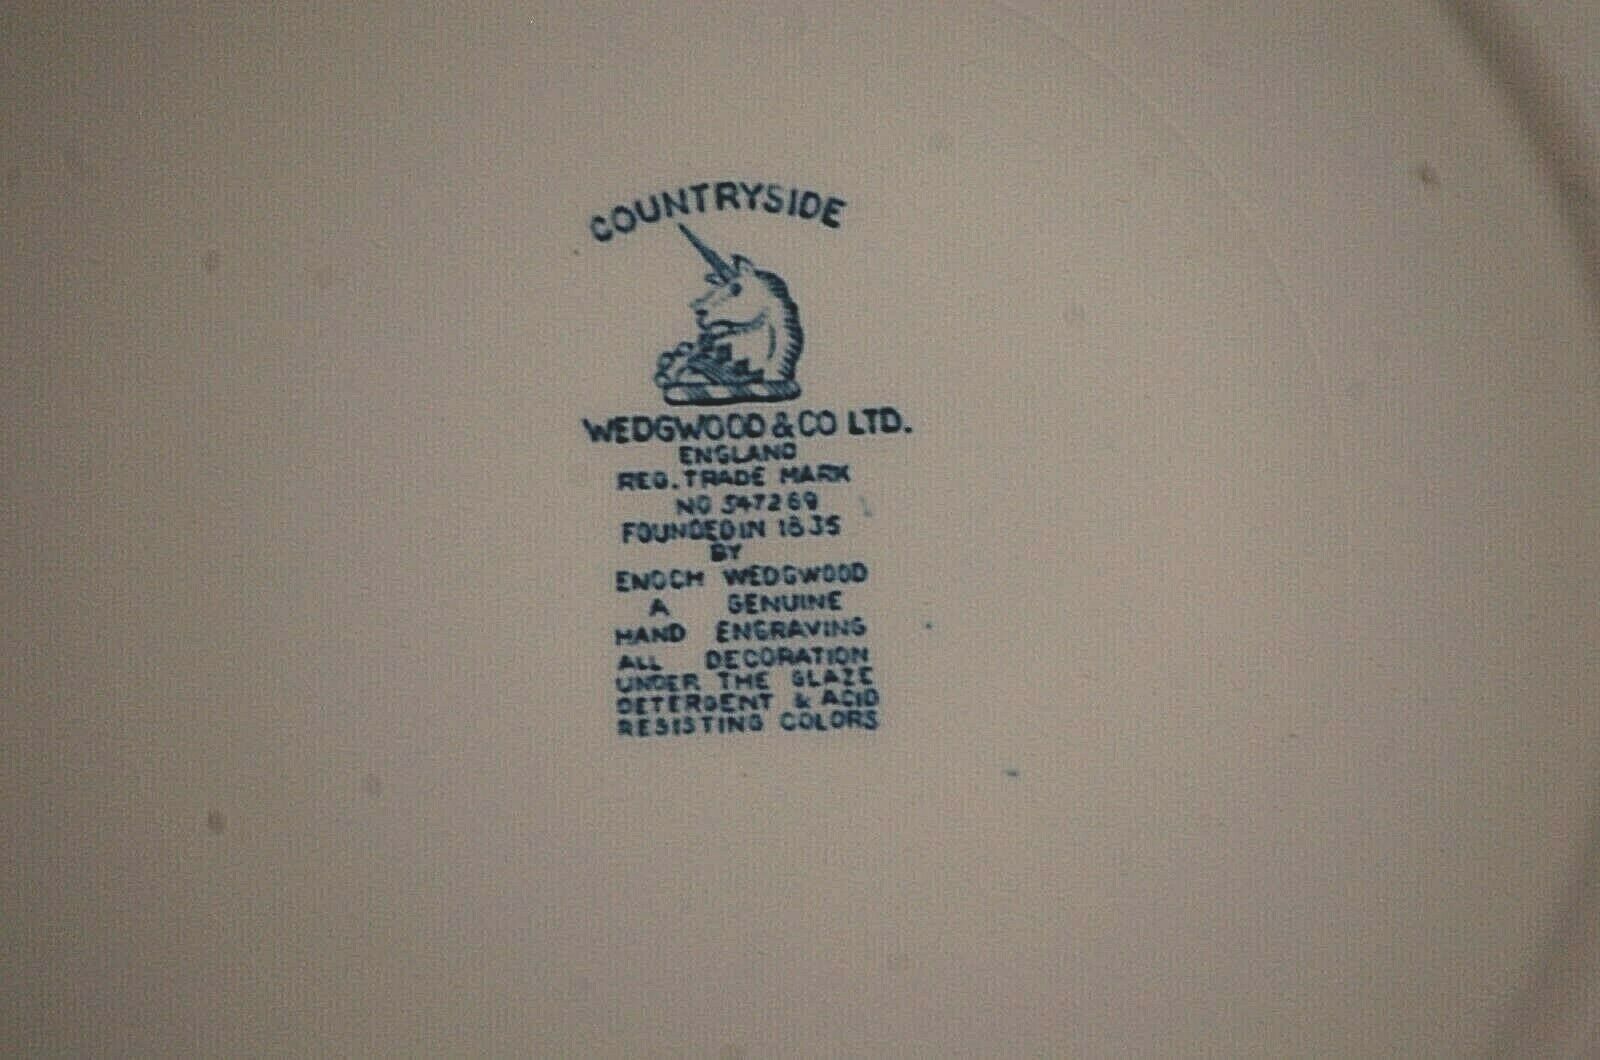 COUNTRYSIDE
WEDGWOOD & CO LTD.
ENGLAND
REG. TRADE MARK
NO 547269
FOUNDED IN 1835
BY
ENOCH WEDGWOOD
A GENUINE
HAND ENGRAVING
ALL DECORATION
UNDER THE GLAZE
DETERGENT & ACID
RESISTING COLORS